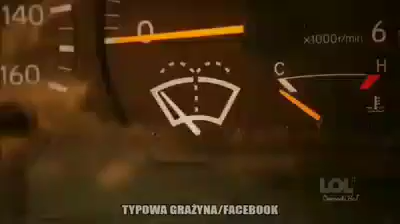 140
160
0
x1000r/min
6
C
H
LOL
TYPOWA GRAŻYNA/FACEBOOK